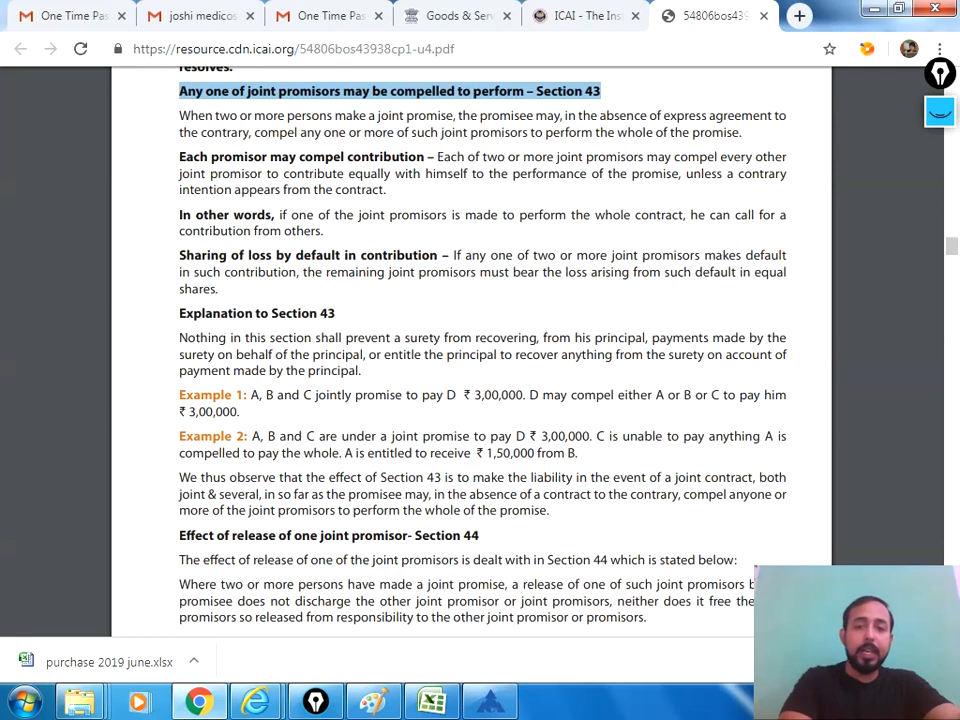 One Time Pas
joshi medicos
One Time Pas
Goods & Serv
ICAI - The Ins
54806bos439
https://resource.cdn.icai.org/54806bos43938cp1-u4.pdf
resolves.
Any one of joint promisors may be compelled to perform – Section 43
When two or more persons make a joint promise, the promisee may, in the absence of express agreement to
the contrary, compel any one or more of such joint promisors to perform the whole of the promise.
Each promisor may compel contribution – Each of two or more joint promisors may compel every other
joint promisor to contribute equally with himself to the performance of the promise, unless a contrary
intention appears from the contract.
In other words, if one of the joint promisors is made to perform the whole contract, he can call for a
contribution from others.
Sharing of loss by default in contribution – If any one of two or more joint promisors makes default
in such contribution, the remaining joint promisors must bear the loss arising from such default in equal
shares.
Explanation to Section 43
Nothing in this section shall prevent a surety from recovering, from his principal, payments made by the
surety on behalf of the principal, or entitle the principal to recover anything from the surety on account of
payment made by the principal.
Example 1: A, B and C jointly promise to pay D ₹ 3,00,000. D may compel either A or B or C to pay him
₹ 3,00,000.
Example 2: A, B and C are under a joint promise to pay D ₹ 3,00,000. C is unable to pay anything A is
compelled to pay the whole. A is entitled to receive ₹ 1,50,000 from B.
We thus observe that the effect of Section 43 is to make the liability in the event of a joint contract, both
joint & several, in so far as the promisee may, in the absence of a contract to the contrary, compel anyone or
more of the joint promisors to perform the whole of the promise.
Effect of release of one joint promisor- Section 44
The effect of release of one of the joint promisors is dealt with in Section 44 which is stated below:
Where two or more persons have made a joint promise, a release of one of such joint promisors b
promisee does not discharge the other joint promisor or joint promisors, neither does it free the
promisors so released from responsibility to the other joint promisor or promisors.
purchase 2019 june.xlsx